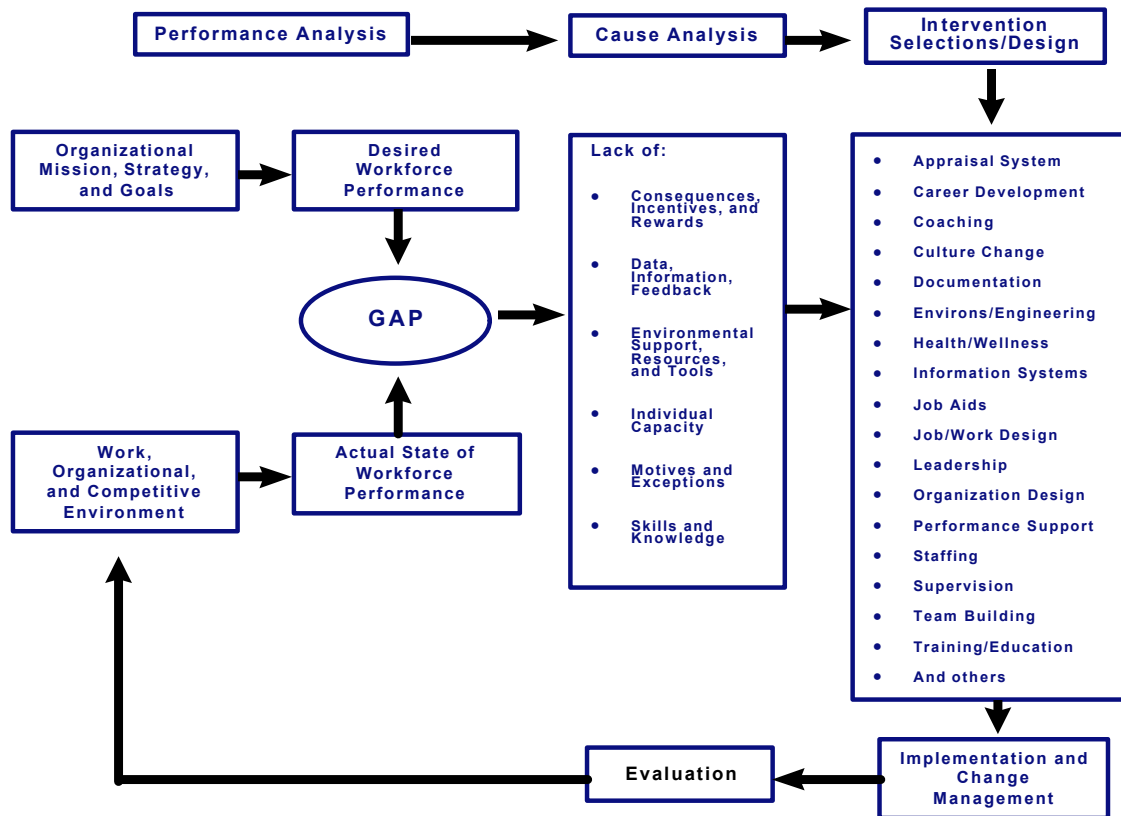 Performance Analysis
Cause Analysis
Intervention
Selections/Design
Organizational
Mission, Strategy,
and Goals
Desired
Workforce
Performance
GAP
Work,
Organizational,
and Competitive
Environment
Actual State of
Workforce
Performance
Lack of:
• Consequences,
Incentives, and
Rewards
• Data,
Information,
Feedback
• Environmental
Support,
Resources,
and Tools
• Individual
Capacity
• Motives and
Exceptions
• Skills and
Knowledge
• Appraisal System
• Career Development
• Coaching
• Culture Change
• Documentation
• Environs/Engineering
• Health/Wellness
• Information Systems
• Job Aids
• Job/Work Design
• Leadership
• Organization Design
• Performance Support
• Staffing
• Supervision
• Team Building
• Training/Education
• And others
Implementation and
Change
Management
Evaluation